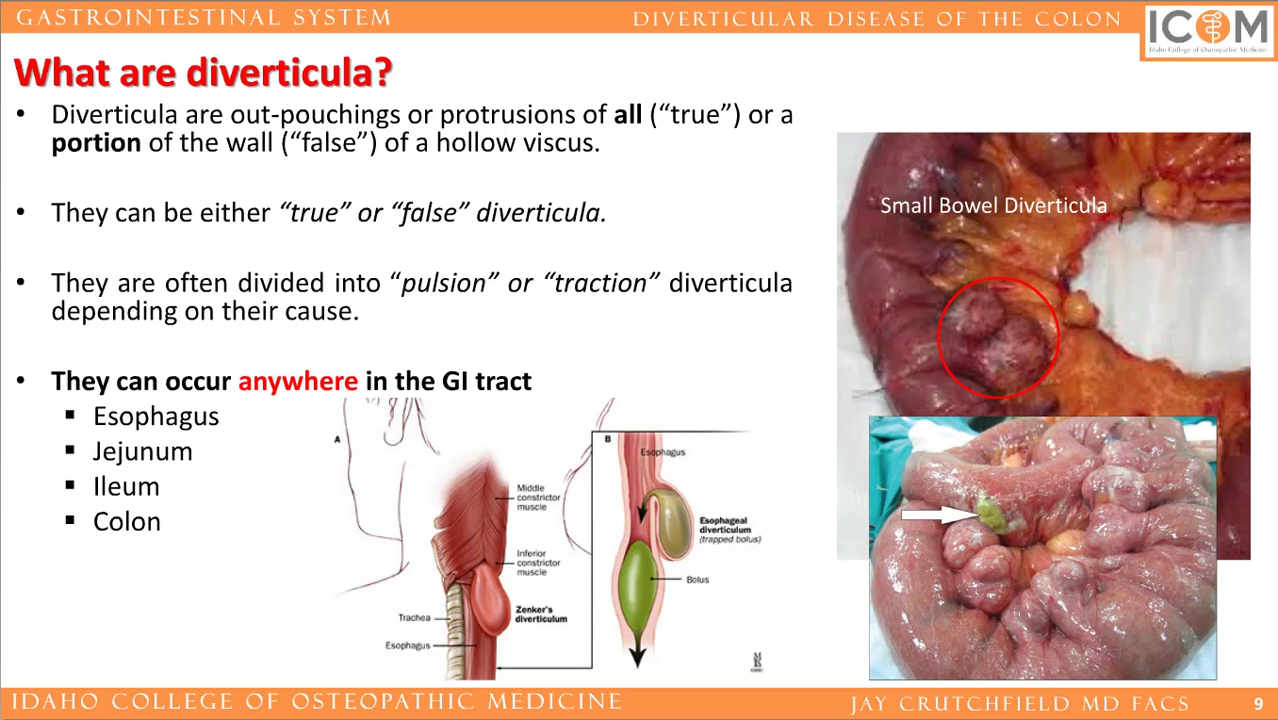 GASTROINTESTINAL SYSTEM
DIVERTICULAR DISEASE OF THE COLON
ICOM
Idaho College of Osteopathic Medicine
What are diverticula?
• Diverticula are out-pouchings or protrusions of all (“true”) or a
portion of the wall (“false”) of a hollow viscus.
• They can be either “true” or “false” diverticula.
• They are often divided into “pulsion” or “traction” diverticula
depending on their cause.
• They can occur anywhere in the GI tract
▪ Esophagus
▪ Jejunum
▪ Ileum
▪ Colon
A
Middle
constrictor
muscle
Inferior
constrictor
muscle
Zenker's
diverticulum
Trachea
Esophagus
B
Esophagus
Esophageal
diverticulum
(trapped bolus)
Bolus
Small Bowel Diverticula
IDAHO COLLEGE OF OSTEOPATHIC MEDICINE
JAY CRUTCHFIELD MD FACS
9